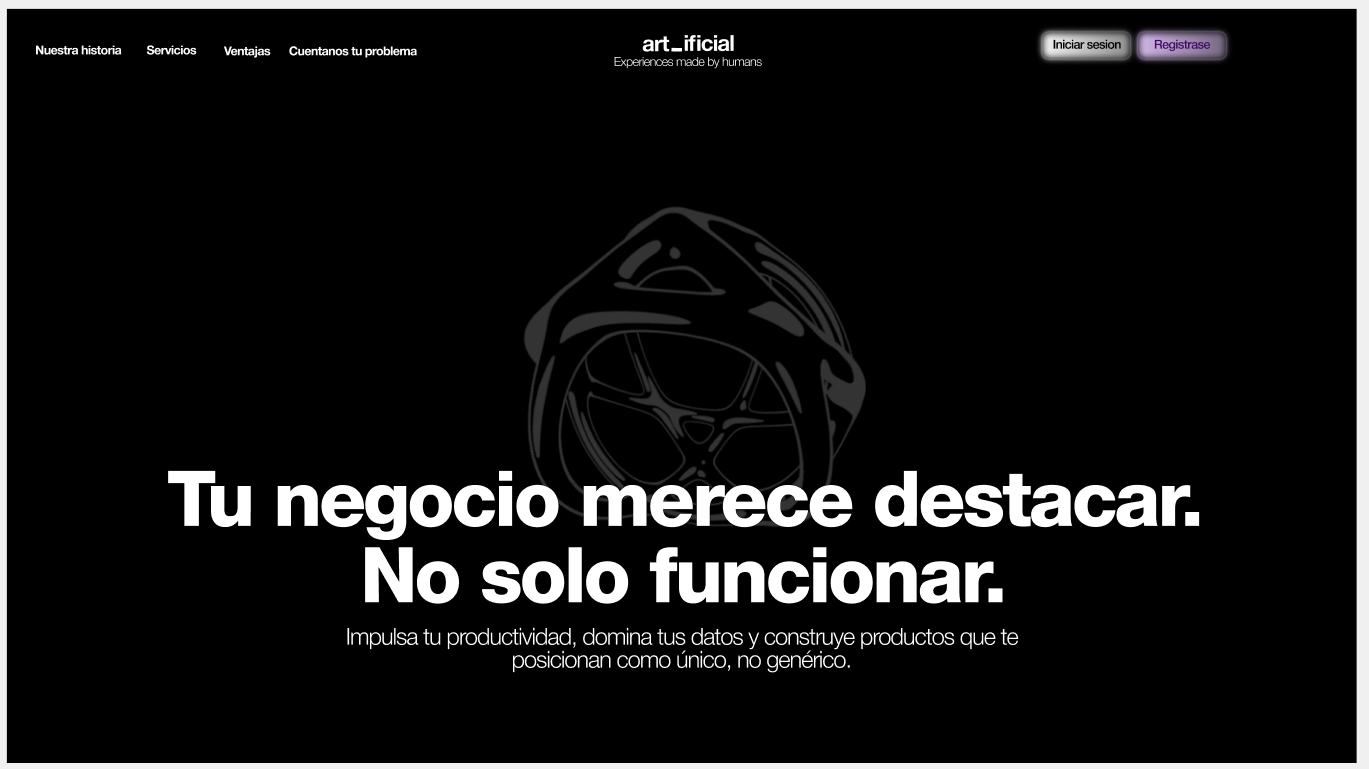 Nuestra historia
Servicios
Ventajas
Cuentanos tu problema
art_ificial
Experiences made by humans
Iniciar sesion
Registrase
Tu negocio merece destacar.
No solo funcionar.
Impulsa tu productividad, domina tus datos y construye productos que te
posicionan como único, no genérico.